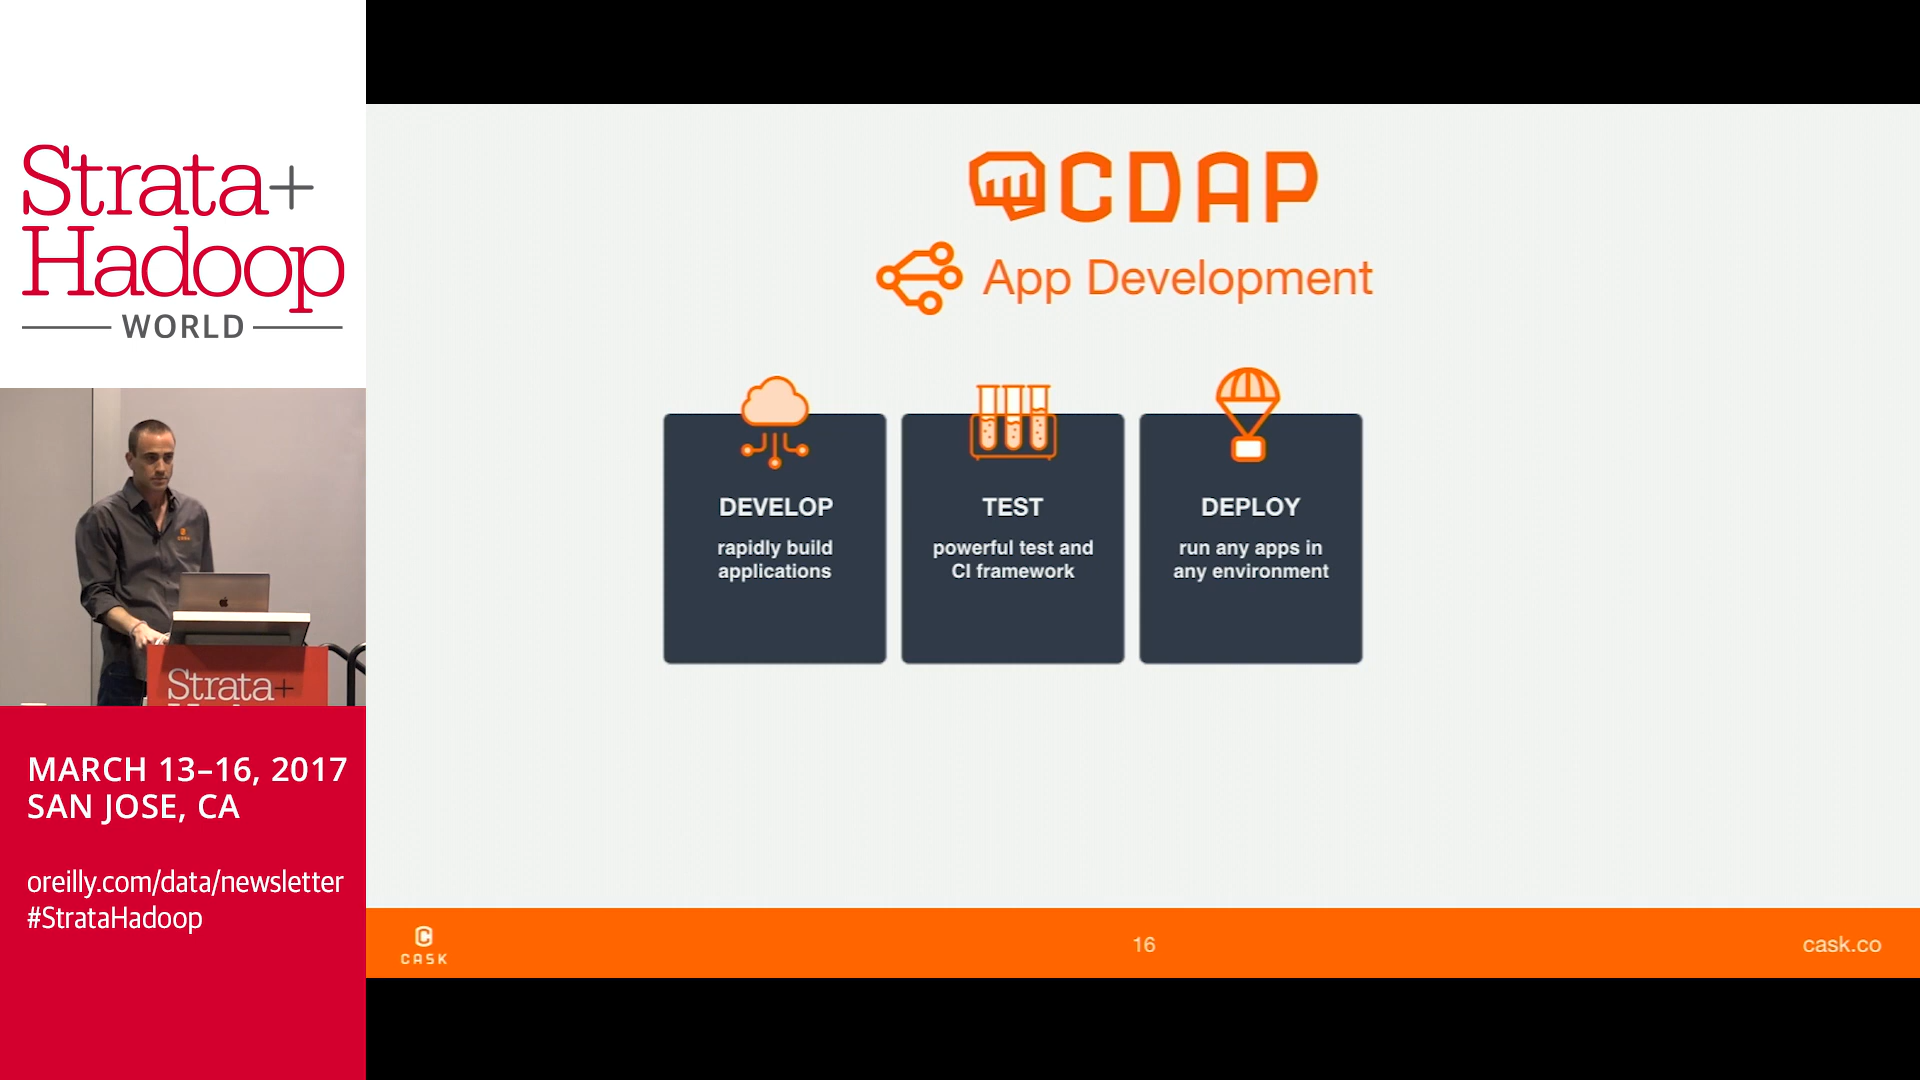 Strata+
Hadoop
WORLD
Strata+
MARCH 13–16, 2017
SAN JOSE, CA
oreilly.com/data/newsletter
#StrataHadoop
CDAP
App Development
DEVELOP
rapidly build
applications
TEST
powerful test and
CI framework
DEPLOY
run any apps in
any environment
CASK
16
cask.co